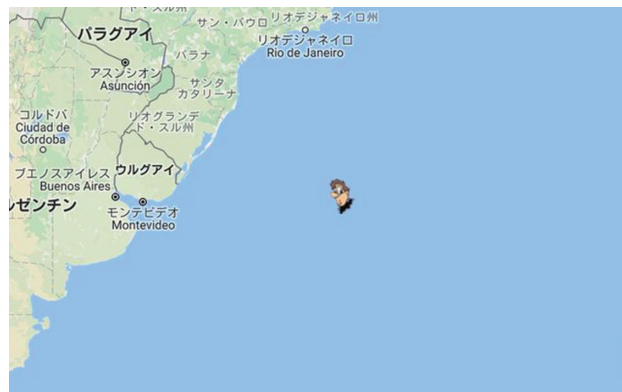 ド・スル州
サン・パウロ
リオデジャネイロ州
パラグアイ
リオデジャネイロ
Rio de Janeiro
パラナ
アスンシオン
Asunción
サンタ
カタリーナ
コルドバ
Ciudad de
Córdoba
リオグランデ
ド・スル州
ブエノスアイレス
Buenos Aires
ウルグアイ
ルゼンチン
モンテビデオ
Montevideo